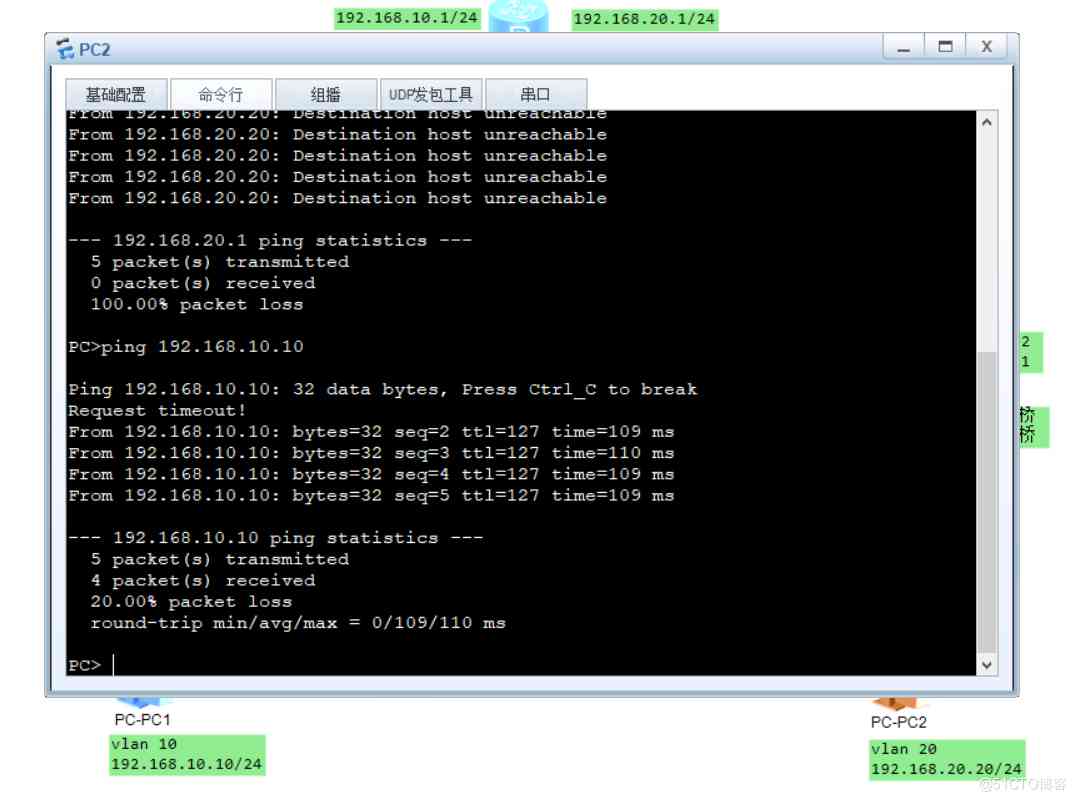 192.168.10.1/24
192.168.20.1/24
PC2
基础配置 命令行 组播 UDP发包工具 串口
From 192.168.20.20: Destination host unreachable
From 192.168.20.20: Destination host unreachable
From 192.168.20.20: Destination host unreachable
From 192.168.20.20: Destination host unreachable
From 192.168.20.20: Destination host unreachable
--- 192.168.20.1 ping statistics ---
5 packet(s) transmitted
0 packet(s) received
100.00% packet loss
PC>ping 192.168.10.10
Ping 192.168.10.10: 32 data bytes, Press Ctrl_C to break
Request timeout!
From 192.168.10.10: bytes=32 seq=2 ttl=127 time=109 ms
From 192.168.10.10: bytes=32 seq=3 ttl=127 time=110 ms
From 192.168.10.10: bytes=32 seq=4 ttl=127 time=109 ms
From 192.168.10.10: bytes=32 seq=5 ttl=127 time=109 ms
--- 192.168.10.10 ping statistics ---
5 packet(s) transmitted
4 packet(s) received
20.00% packet loss
round-trip min/avg/max = 0/109/110 ms
PC>
2
1
桥
桥
PC-PC1
vlan 10
192.168.10.10/24
PC-PC2
vlan 20
192.168.20.20/24
@51CTO博客